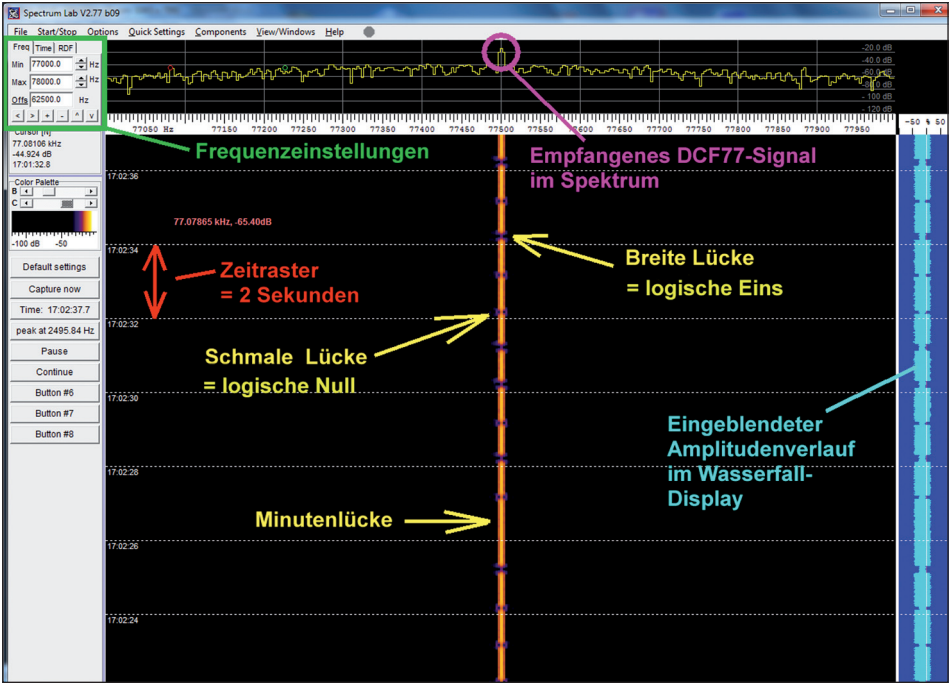 Spectrum Lab V2.77 b09
File Start/Stop Options Quick Settings Components View/Windows Help
Freq Time RDF
Min 77000.0 Hz
Max 78000.0 Hz
Offs 62500.0 Hz
< > + - ^ v
77.08106 kHz
-44.924 dB
17:01:32.8
Color Palette
B
C
-100 dB -50
Default settings
Capture now
Time: 17:02:37.7
peak at 2495.84 Hz
Pause
Continue
Button #6
Button #7
Button #8
-20.0 dB
-40.0 dB
-60.0 dB
-80.0 dB
- 100 dB
- 120 dB
77050 Hz 77150 77200 77250 77300 77350 77400 77450 77500 77550 77600 77650 77700 77750 77800 77850 77900 77950
-50 % 50
Frequenzeinstellungen
Empfangenes DCF77-Signal
im Spektrum
17:02:36
77.07865 kHz, -65.40dB
17:02:34
Zeitraster
= 2 Sekunden
Breite Lücke
= logische Eins
17:02:32
Schmale Lücke
= logische Null
17:02:30
Eingeblendeter
Amplitudenverlauf
im Wasserfall-
Display
17:02:28
Minutenlücke
17:02:26
17:02:24